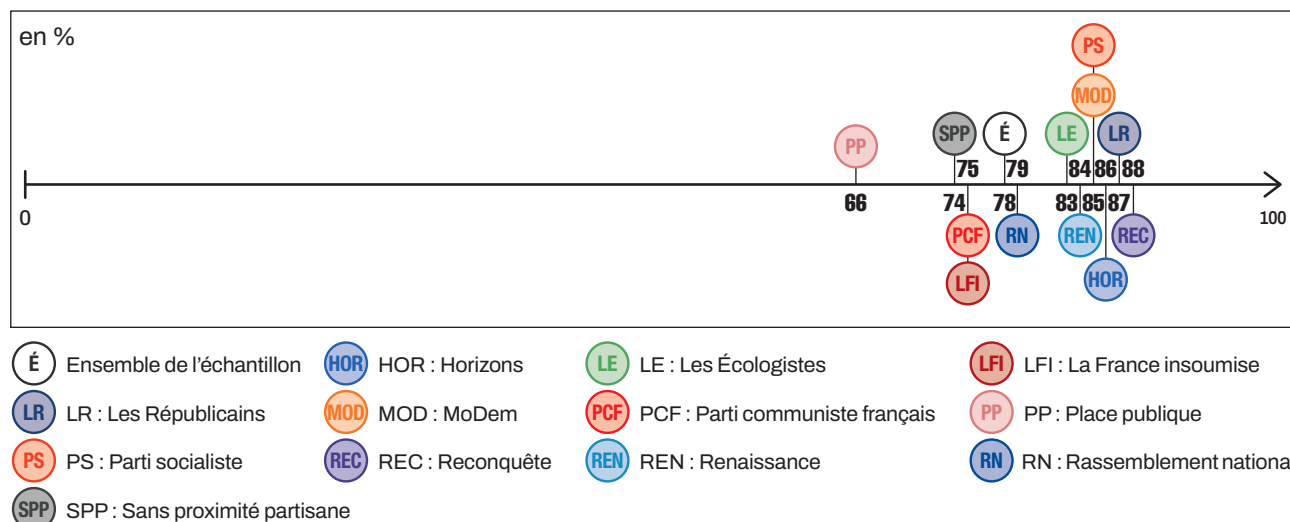 en %
PS
MOD
PP
SPP
É
LE
LR
75
79
84
86
88
0
66
74
78
83
85
87
100
PCF
RN
REN
REC
LFI
HOR
É Ensemble de l'échantillon
HOR HOR : Horizons
LE LE : Les Écologistes
LFI LFI : La France insoumise
LR LR : Les Républicains
MOD MOD : MoDem
PCF PCF : Parti communiste français
PP PP : Place publique
PS PS : Parti socialiste
REC REC : Reconquête
REN REN : Renaissance
RN RN : Rassemblement nationa
SPP SPP : Sans proximité partisane